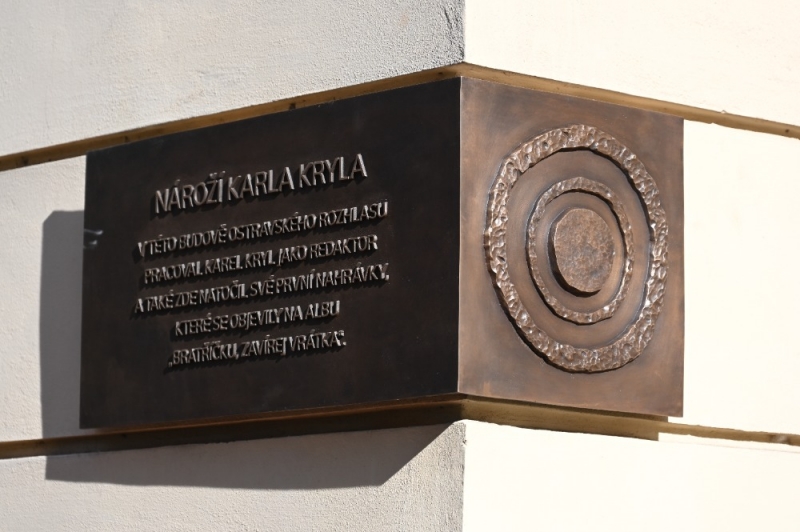 NÁROŽÍ KARLA KRYLA
V TÉTO BUDOVĚ OSTRAVSKÉHO ROZHLASU
PRACOVAL KAREL KRYL JAKO REDAKTOR
A TAKÉ ZDE NATOČIL SVÉ PRVNÍ NAHRÁVKY,
KTERÉ SE OBJEVILY NA ALBU
„BRATŘÍČKU, ZAVÍREJ VRÁTKA“.